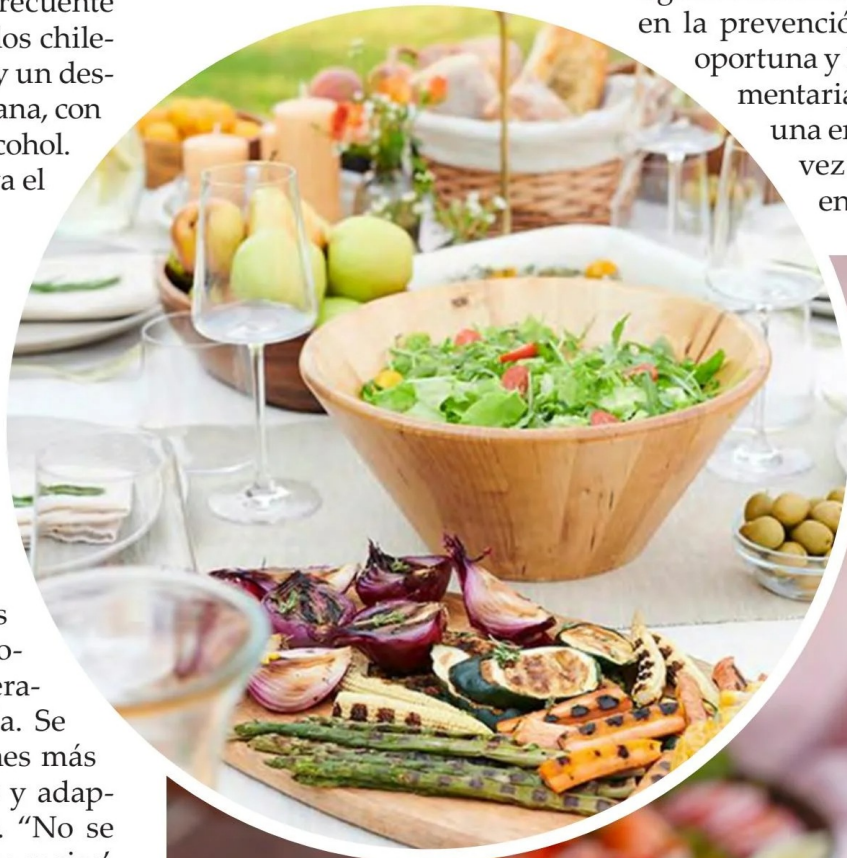 recuente
los chile-
y un des-
ana, con
cohol.
a el
s
o-
era-
a. Se
nes más
y adap-
. “No se
en la prevenció
oportuna y
mentaria
una en
vez
en